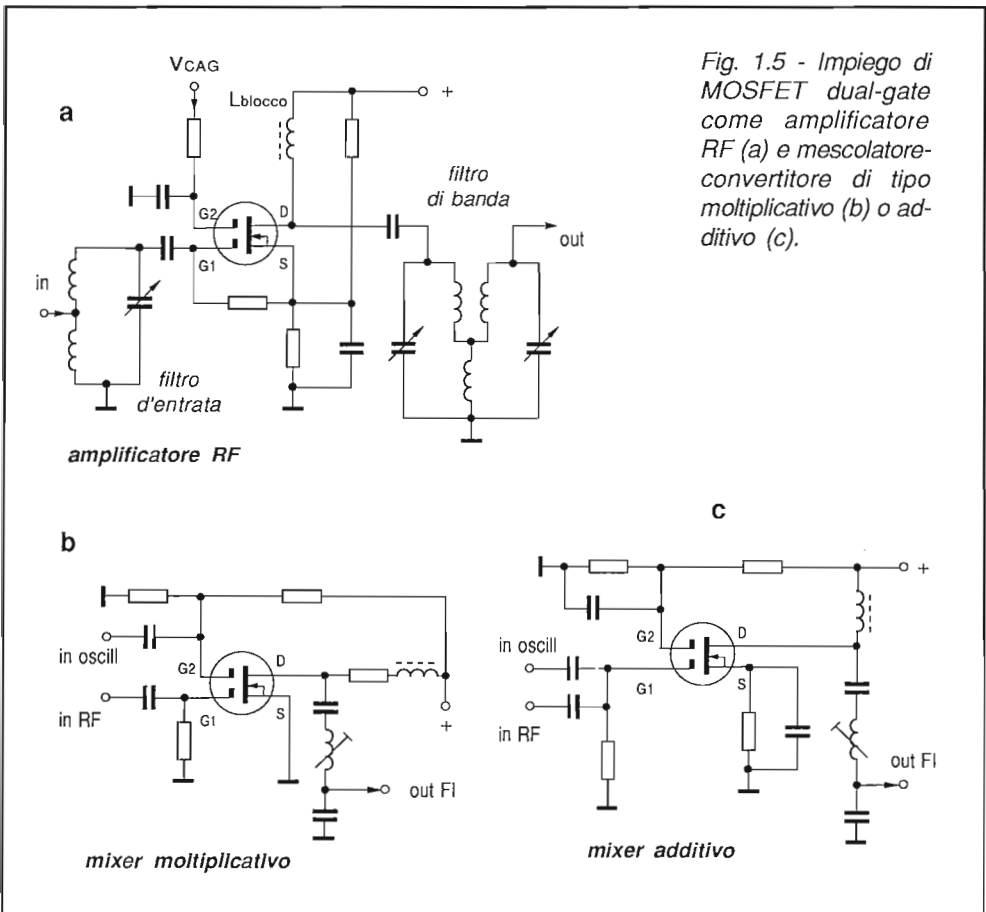 Fig. 1.5 - Impiego di
MOSFET dual-gate
come amplificatore
RF (a) e mescolatore-
convertitore di tipo
moltiplicativo (b) o ad-
ditivo (c).
a
VCAG
Lblocco
+
filtro
di banda
G2
D
G1
S
out
in
filtro
d'entrata
amplificatore RF
b
in oscill
G2
D
in RF
G1
S
+
out FI
mixer moltiplicativo
c
+
G2
D
in oscill
G1
S
in RF
out FI
mixer additivo